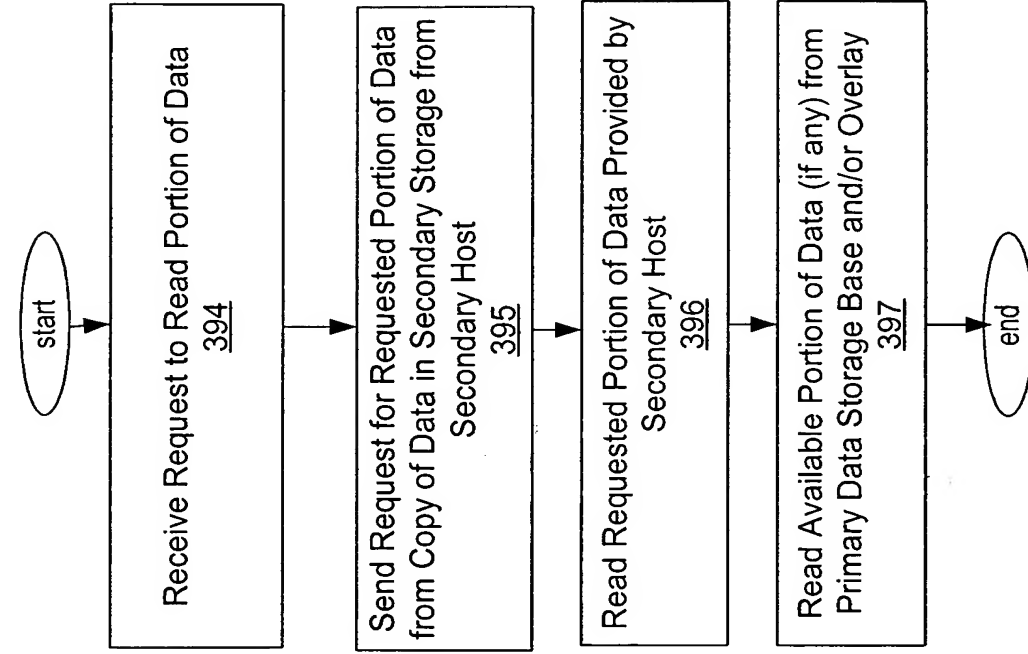 start
Receive Request to Read Portion of Data
394
Send Request for Requested Portion of Data
from Copy of Data in Secondary Storage from
Secondary Host
395
Read Requested Portion of Data Provided by
Secondary Host
396
Read Available Portion of Data (if any) from
Primary Data Storage Base and/or Overlay
397
end